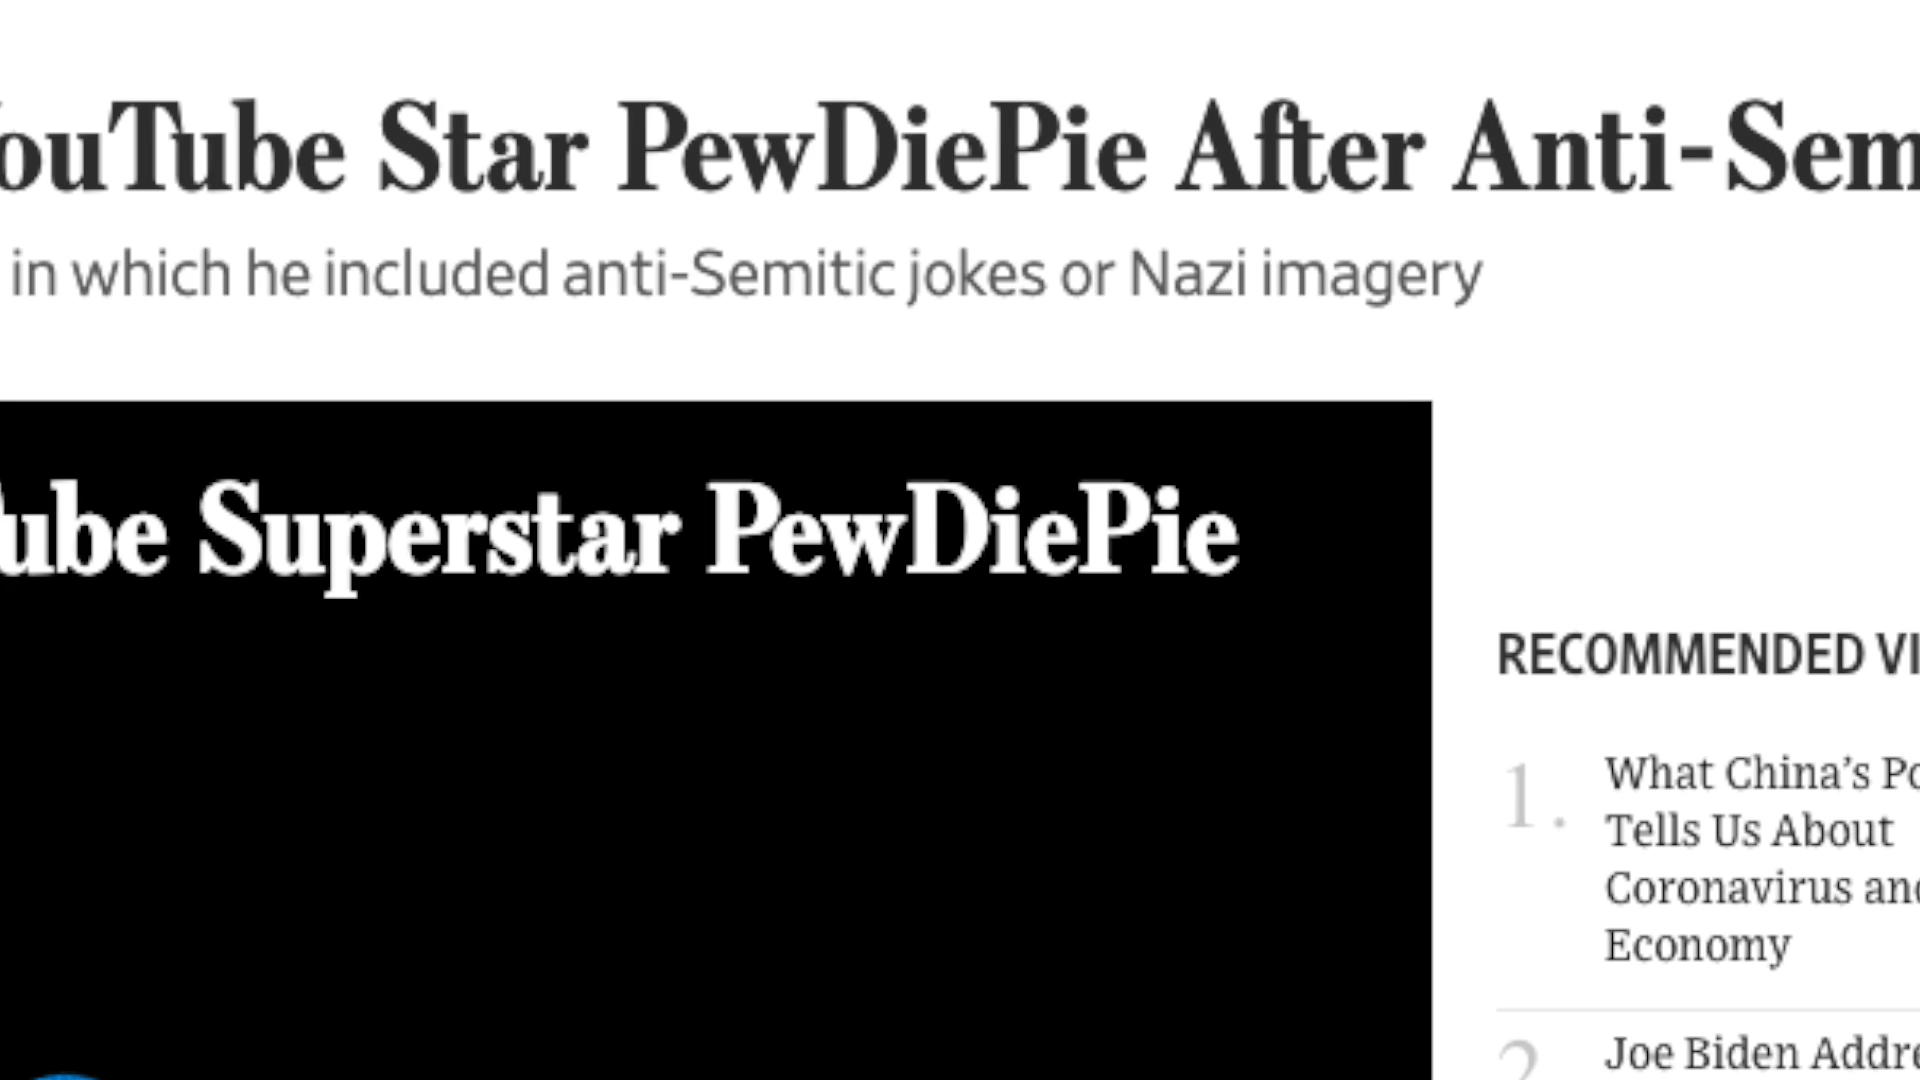 ouTube Star PewDiePie After Anti-Sem
in which he included anti-Semitic jokes or Nazi imagery
ube Superstar PewDiePie
RECOMMENDED VI
1. What China’s Po
Tells Us About
Coronavirus and
Economy
2 Joe Biden Addre